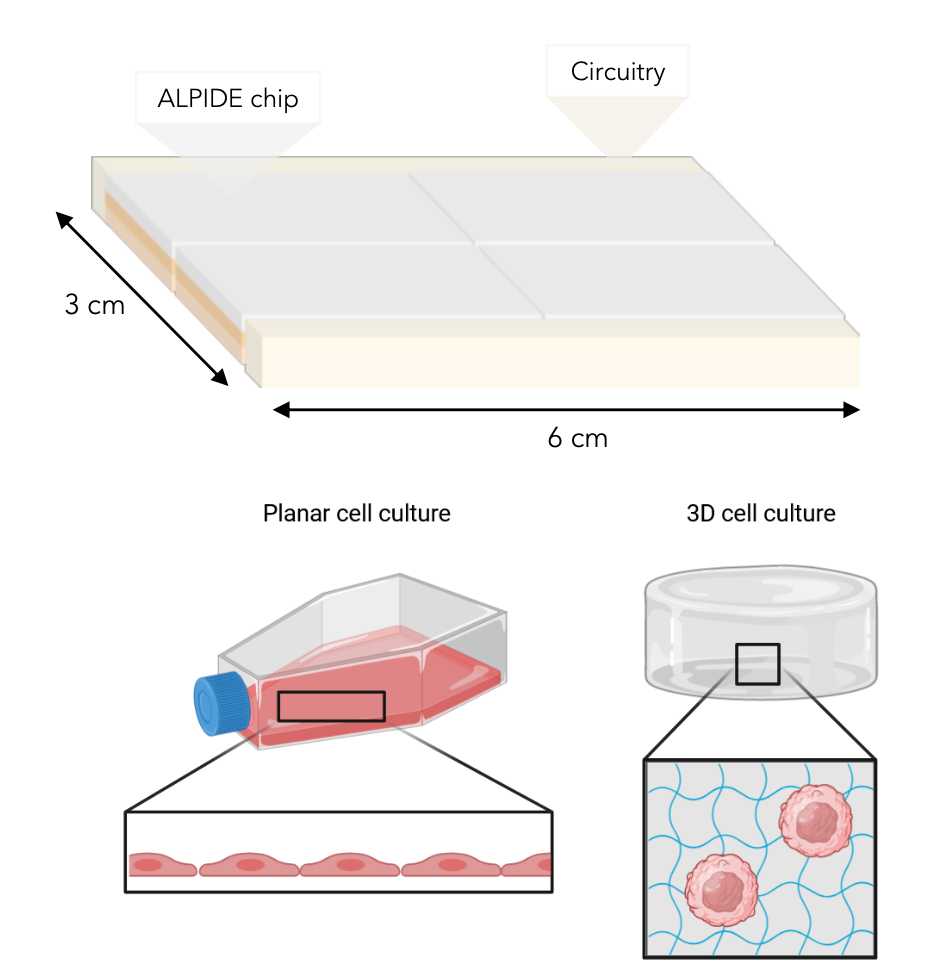 Circuitry
ALPIDE chip
3 cm
6 cm
Planar cell culture
3D cell culture